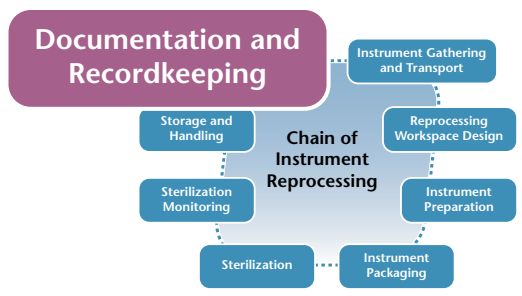 Documentation and
Recordkeeping
Instrument Gathering
and Transport
Storage and
Handling
Reprocessing
Workspace Design
Chain of
Instrument
Reprocessing
Sterilization
Monitoring
Instrument
Preparation
Sterilization
Instrument
Packaging